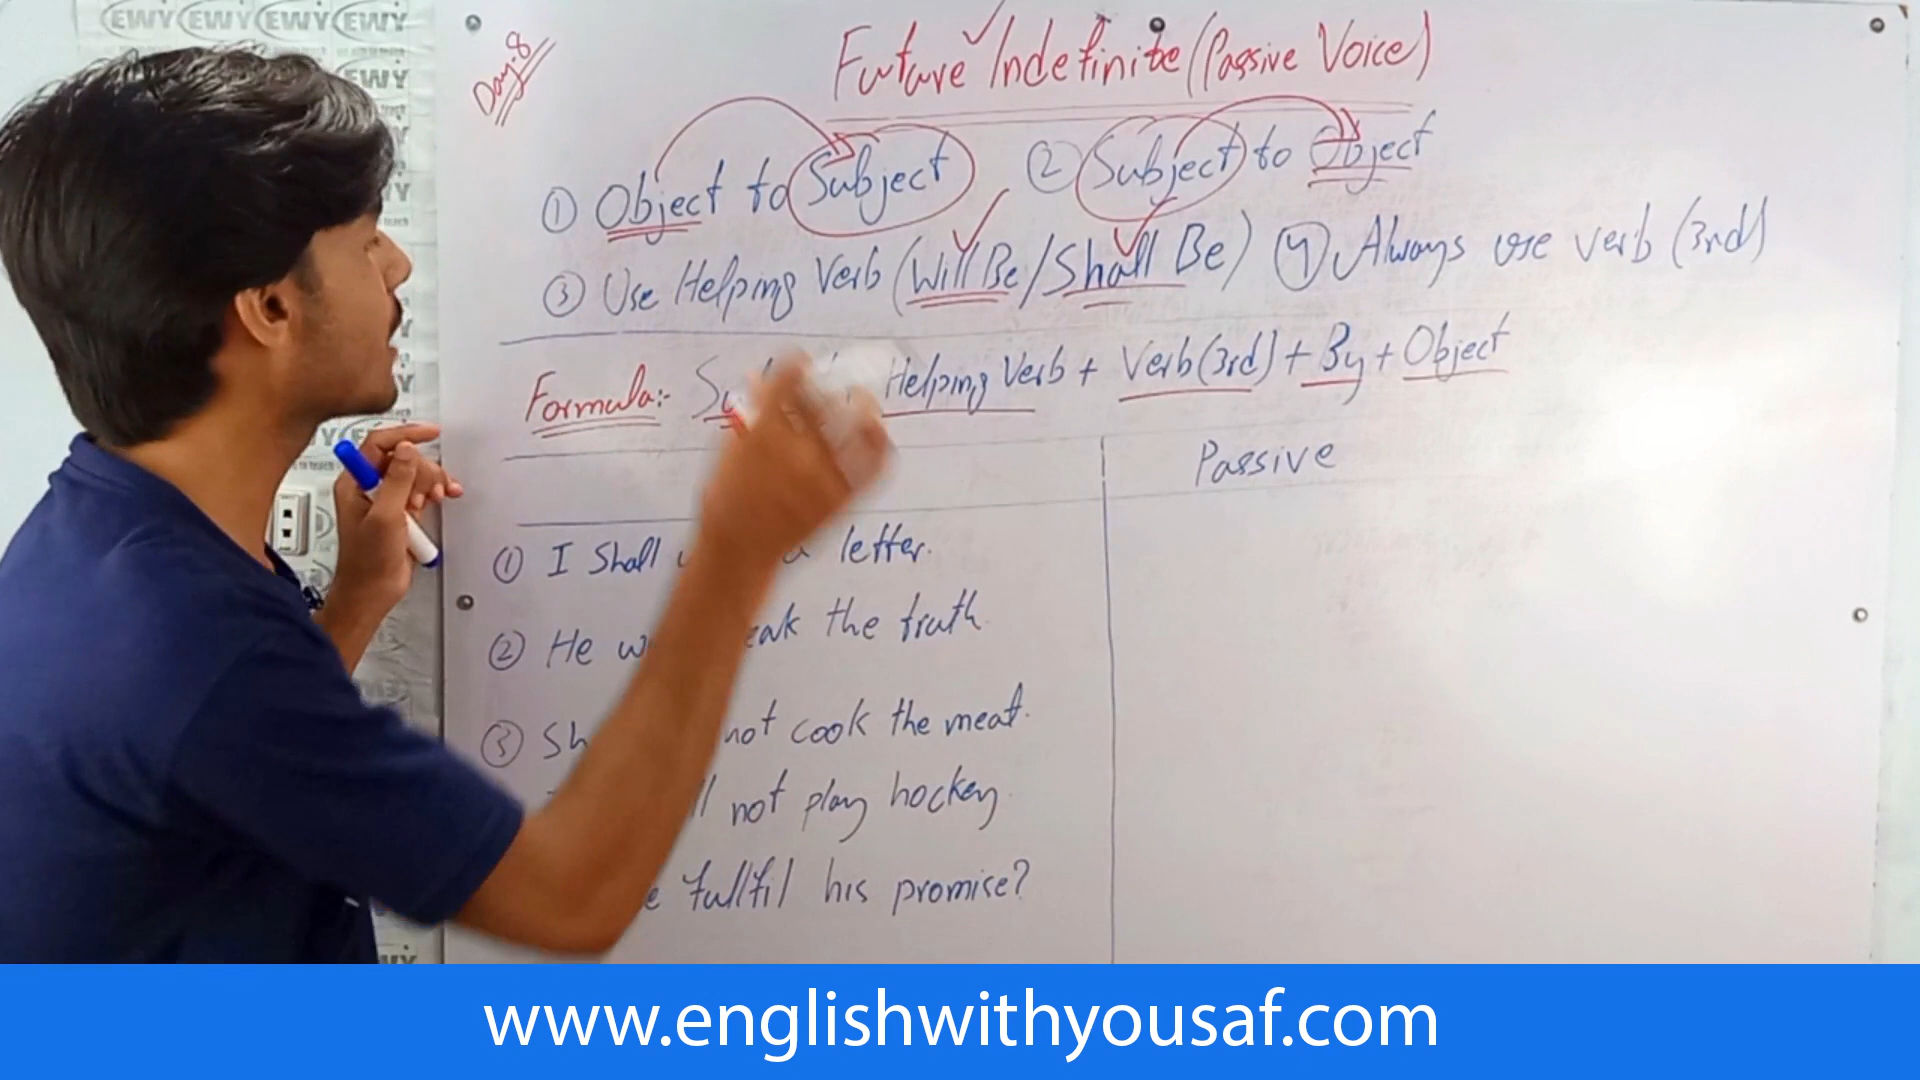 EWY EWY EWY EWY
EWY
Day-8
Future Indefinite (Passive Voice)
① Object to Subject ② Subject to Object
③ Use Helping Verb (Will Be/Shall Be) ④ Always use verb (3rd)
Formula:- Helping Verb + Verb(3rd) + By + Object
Passive
① I Shall a letter.
② He the truth.
③ not cook the meat.
not play hockey.
fullfil his promise?
www.englishwithyousaf.com